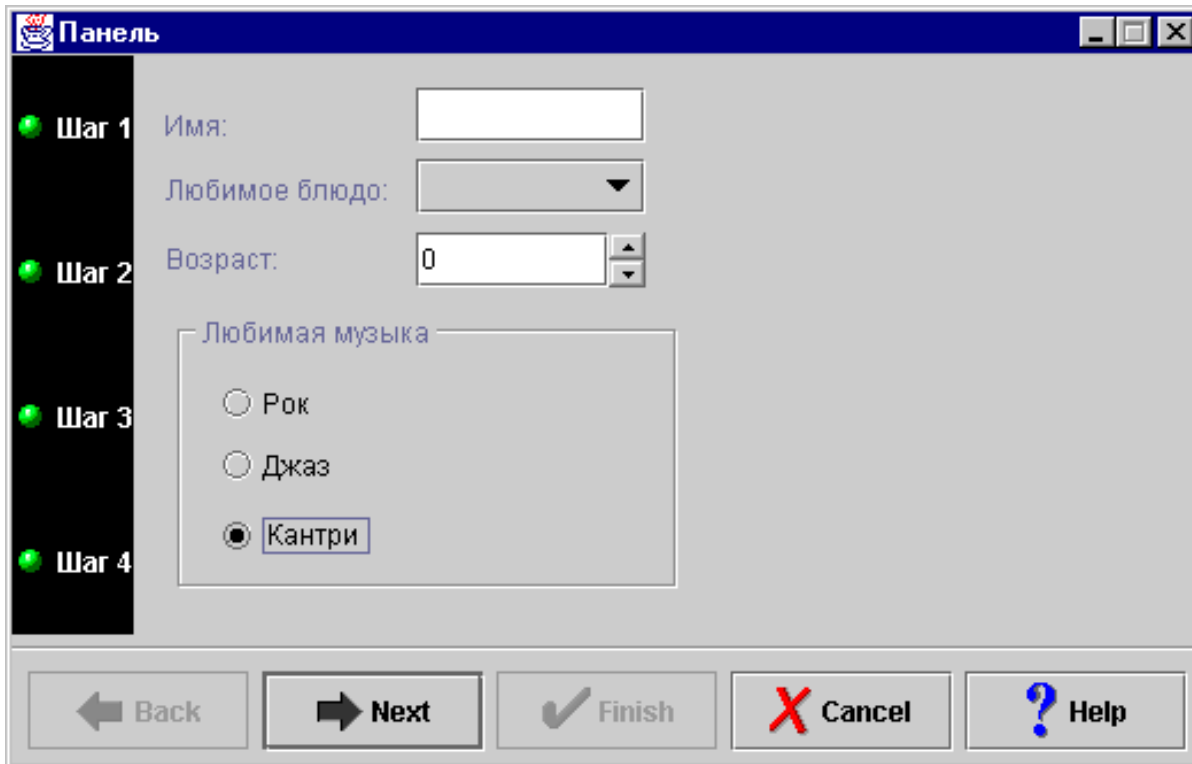 Панель
Шаг 1
Имя:
Любимое блюдо:
Шаг 2
Возраст:
0
Любимая музыка
Шаг 3
Рок
Джаз
Кантри
Шаг 4
Back
Next
Finish
Cancel
Help